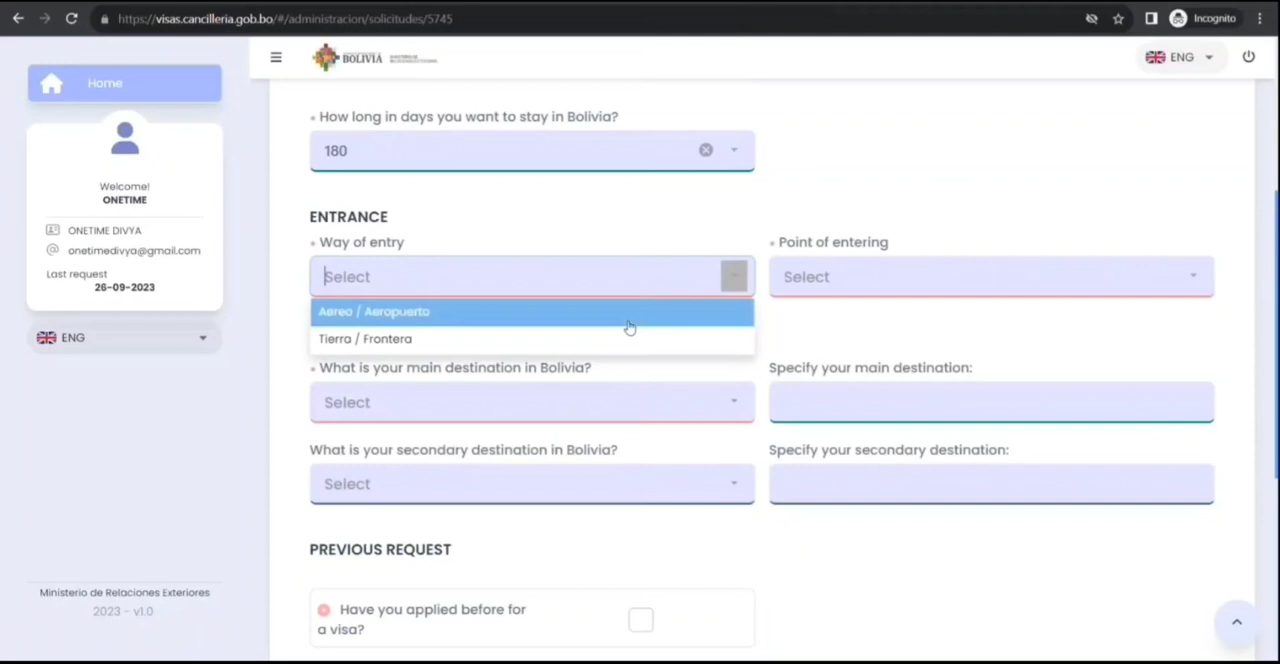 https://visas.cancilleria.gob.bo/#/administracion/solicitudes/5745
Incognito
BOLIVIA
ENG
Home
Welcome!
ONETIME
ONETIME DIVYA
onetimedivya@gmail.com
Last request
26-09-2023
ENG
Ministerio de Relaciones Exteriores
2023 - v1.0
How long in days you want to stay in Bolivia?
180
ENTRANCE
Way of entry
Point of entering
Select
Select
Aereo / Aeropuerto
Tierra / Frontera
What is your main destination in Bolivia?
Specify your main destination:
Select
What is your secondary destination in Bolivia?
Specify your secondary destination:
Select
PREVIOUS REQUEST
Have you applied before for
a visa?